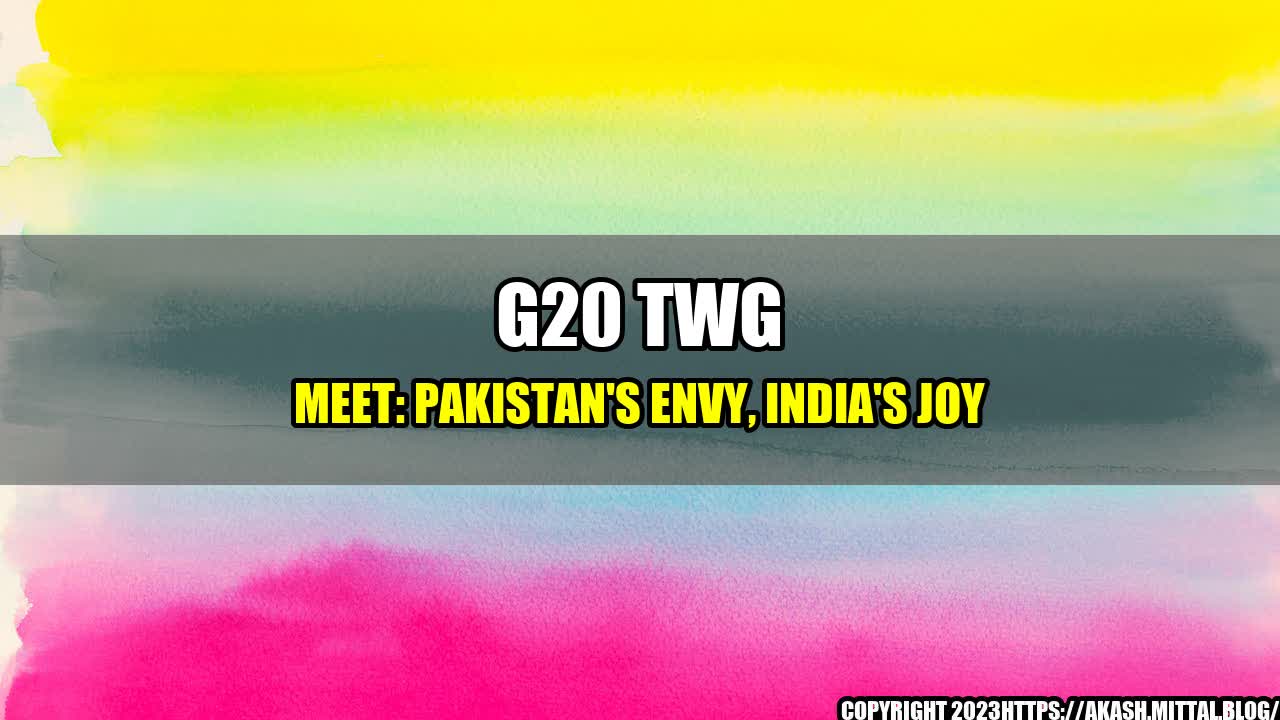 G20 TWG
MEET: PAKISTAN'S ENVY, INDIA'S JOY
COPYRIGHT 2023HTTPS://AKASH.MITTAL.BLOG/